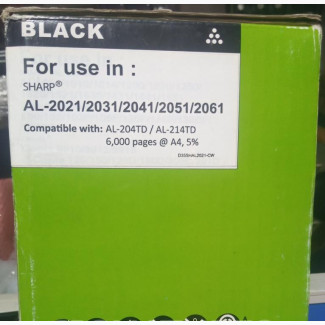 BLACK
For use in :
SHARP®
AL-2021/2031/2041/2051/2061
Compatible with: AL-204TD / AL-214TD
6,000 pages @ A4, 5%